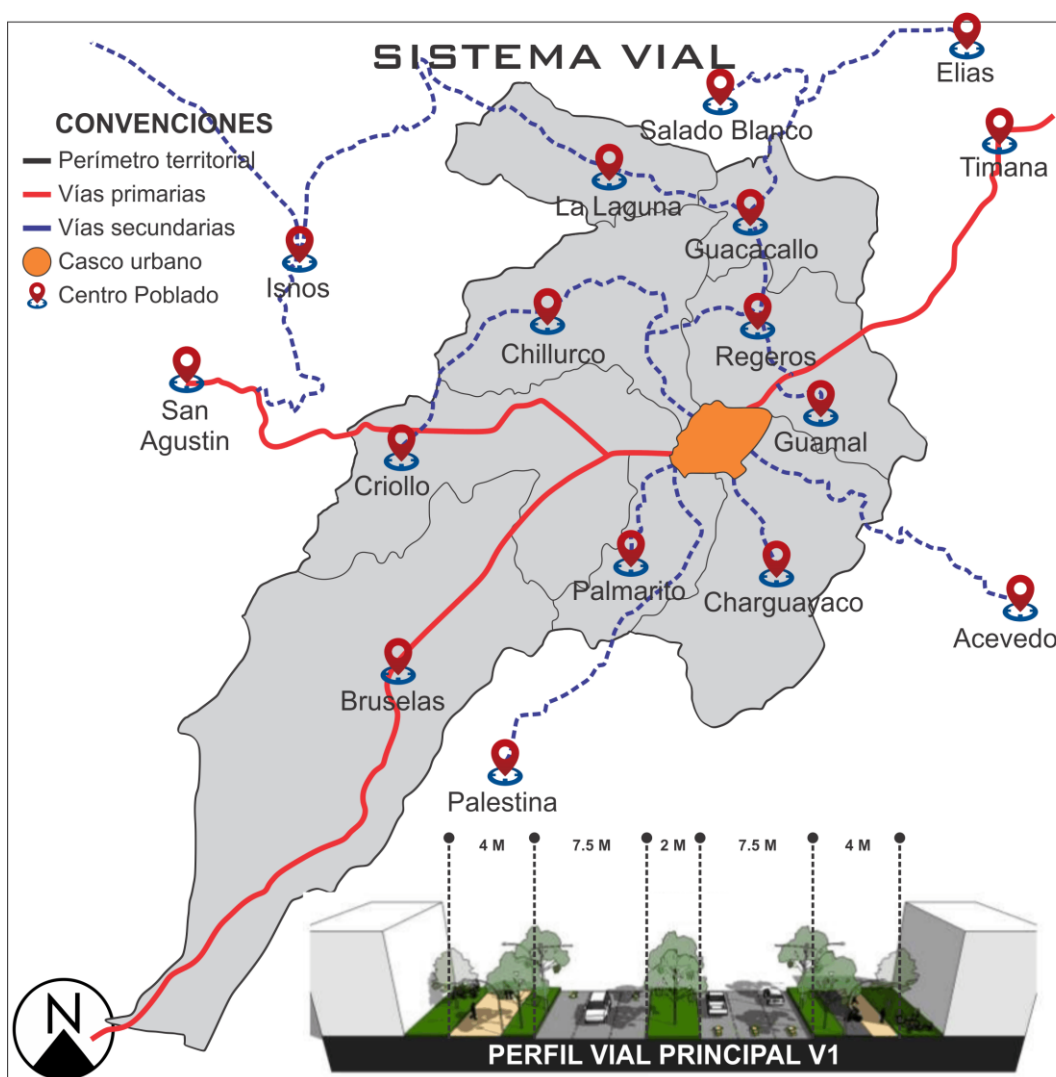 SISTEMA VIAL
CONVENCIONES
Perímetro territorial
Vías primarias
Vías secundarias
Casco urbano
Centro Poblado
Elias
Salado Blanco
Timana
La Laguna
Guacacallo
Isnos
Chillurco
Regeros
San
Agustin
Guamal
Criollo
Palmarito
Charguayaco
Acevedo
Bruselas
Palestina
4 M
7.5 M
2 M
7.5 M
4 M
N
PERFIL VIAL PRINCIPAL V1